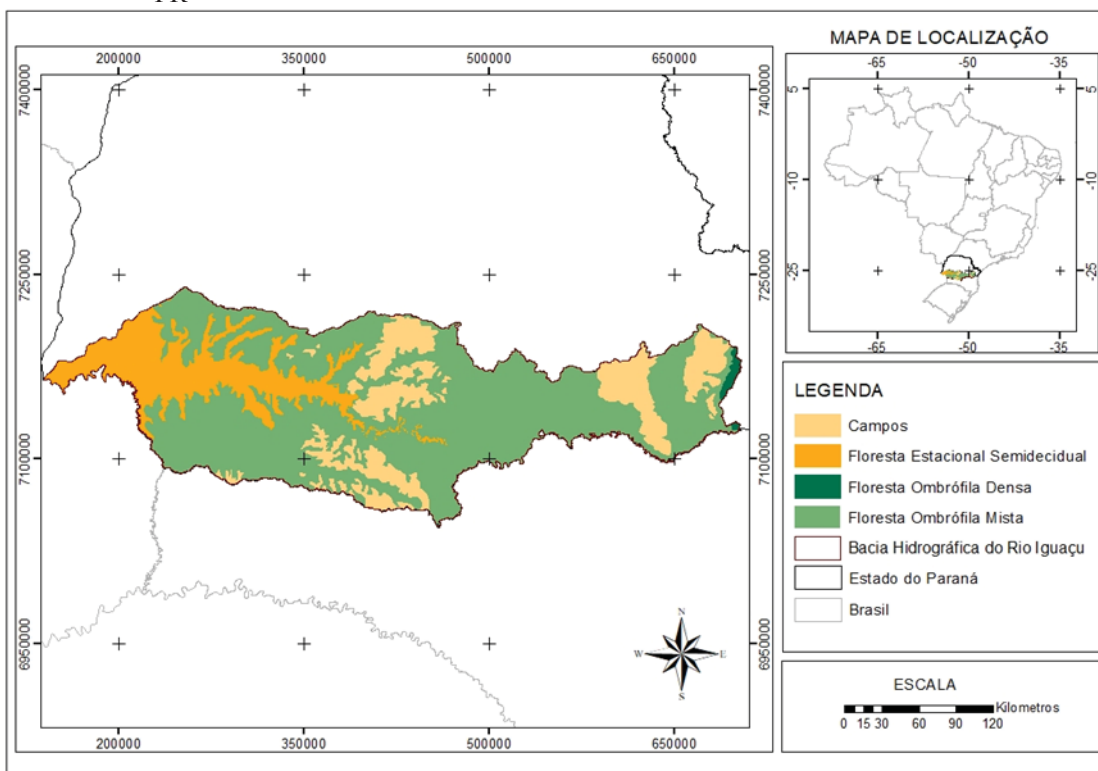 PR
MAPA DE LOCALIZAÇÃO
200000 350000 500000 650000
7400000 7400000
7250000 7250000
7100000 7100000
6950000 6950000
200000 350000 500000 650000
N
W E
S
-65 -50 -35
5 5
-10 -10
-25 -25
-65 -50 -35
LEGENDA
Campos
Floresta Estacional Semidecidual
Floresta Ombrófila Densa
Floresta Ombrófila Mista
Bacia Hidrográfica do Rio Iguaçu
Estado do Paraná
Brasil
ESCALA
Kilometros
0 15 30 60 90 120